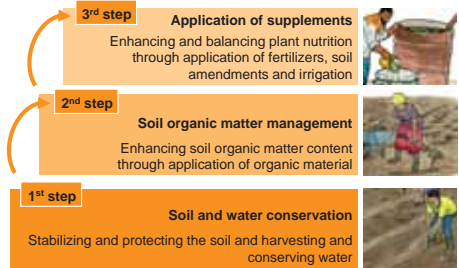 3rd step
Application of supplements
Enhancing and balancing plant nutrition
through application of fertilizers, soil
amendments and irrigation
2nd step
Soil organic matter management
Enhancing soil organic matter content
through application of organic material
1st step
Soil and water conservation
Stabilizing and protecting the soil and harvesting and
conserving water